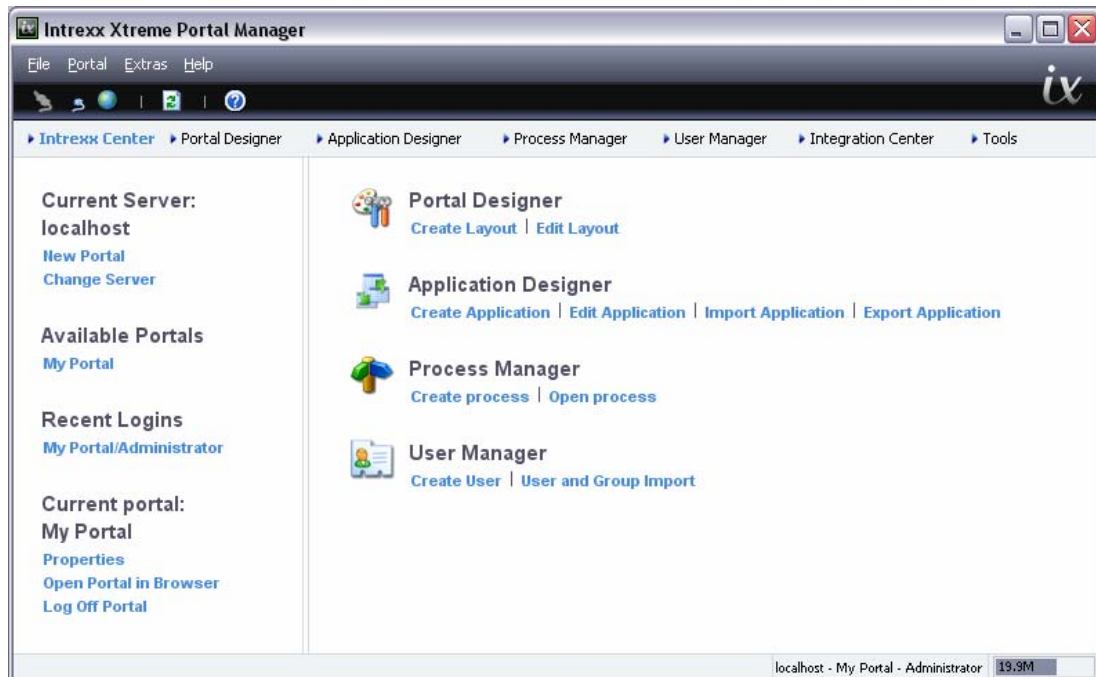 Intrexx Xtreme Portal Manager
File Portal Extras Help
ix
Intrexx Center Portal Designer Application Designer Process Manager User Manager Integration Center Tools
Current Server:
localhost
New Portal
Change Server
Available Portals
My Portal
Recent Logins
My Portal/Administrator
Current portal:
My Portal
Properties
Open Portal in Browser
Log Off Portal
Portal Designer
Create Layout | Edit Layout
Application Designer
Create Application | Edit Application | Import Application | Export Application
Process Manager
Create process | Open process
User Manager
Create User | User and Group Import
localhost - My Portal - Administrator 19.9M